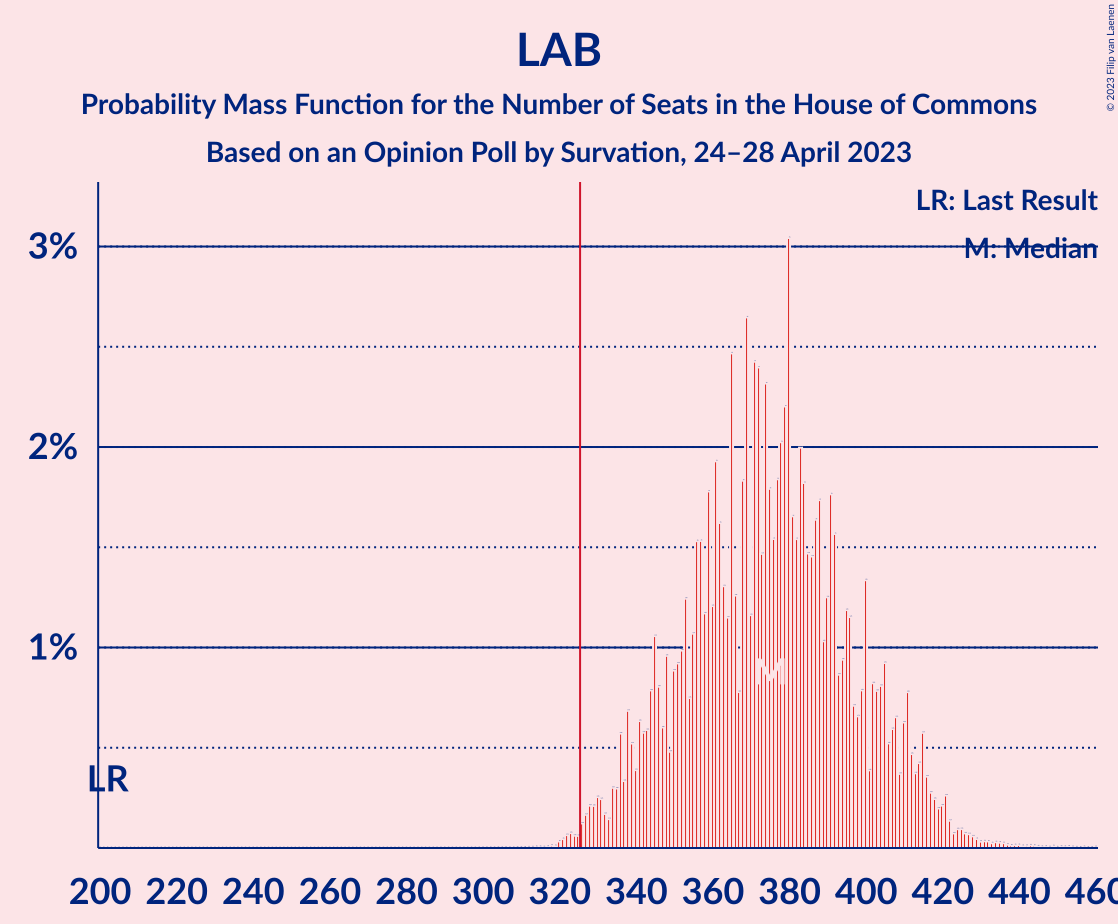 LAB
Probability Mass Function for the Number of Seats in the House of Commons
Based on an Opinion Poll by Survation, 24–28 April 2023
© 2023 Filip van Laenen
LR: Last Result
M: Median
3%
2%
1%
M
LR
200 220 240 260 280 300 320 340 360 380 400 420 440 460